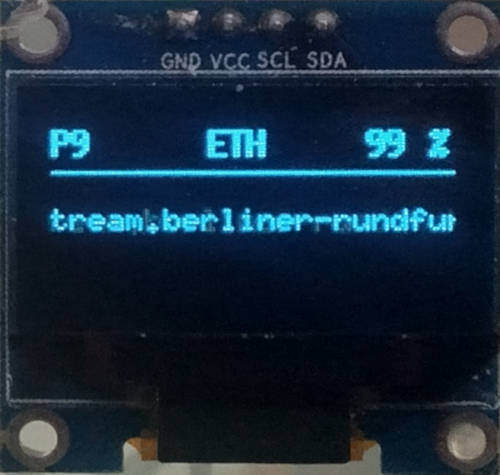 GND VCC SCL SDA
P9 ETH 99 %
tream.berliner-rundfun